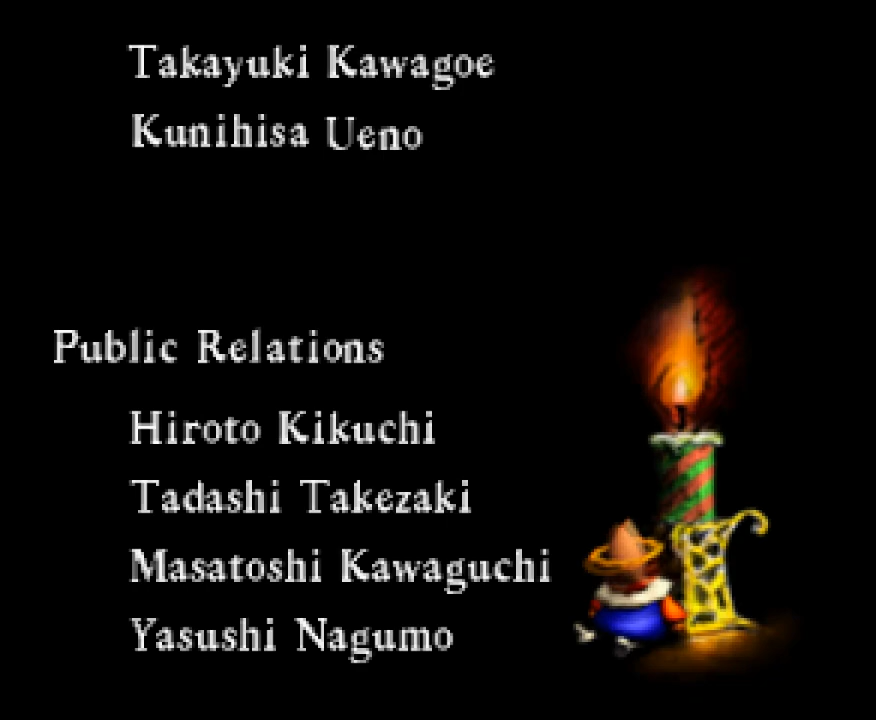 Takayuki Kawagoe
Kunihisa Ueno
Public Relations
Hiroto Kikuchi
Tadashi Takezaki
Masatoshi Kawaguchi
Yasushi Nagumo